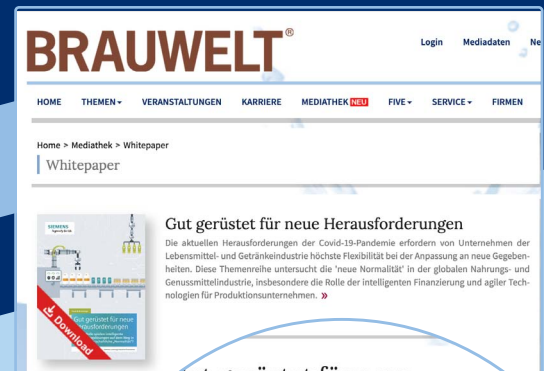 BRAUWELT®
Login Mediadaten Ne
HOME THEMEN VERANSTALTUNGEN KARRIERE MEDIATHEK NEU FIVE SERVICE FIRMEN
Home > Mediathek > Whitepaper
Whitepaper
SIEMENS
Gut gerüstet für neue
Herausforderungen
Download
Gut gerüstet für neue Herausforderungen
Die aktuellen Herausforderungen der Covid-19-Pandemie erfordern von Unternehmen der
Lebensmittel- und Getränkeindustrie höchste Flexibilität bei der Anpassung an neue Gegeben-
heiten. Diese Themenreihe untersucht die 'neue Normalität' in der globalen Nahrungs- und
Genussmittelindustrie, insbesondere die Rolle der intelligenten Finanzierung und agiler Tech-
nologien für Produktionsunternehmen. »